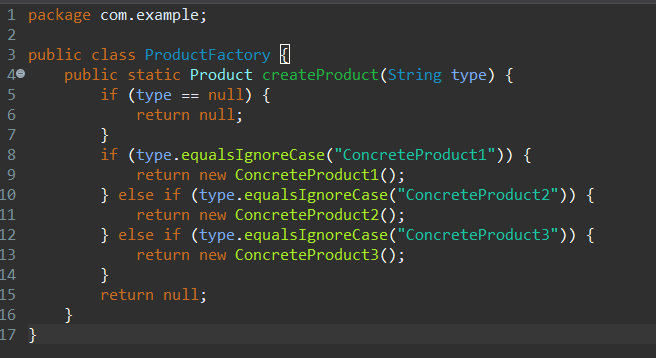 1 package com.example;
2
3 public class ProductFactory {
4 public static Product createProduct(String type) {
5 if (type == null) {
6 return null;
7 }
8 if (type.equalsIgnoreCase("ConcreteProduct1")) {
9 return new ConcreteProduct1();
10 } else if (type.equalsIgnoreCase("ConcreteProduct2")) {
11 return new ConcreteProduct2();
12 } else if (type.equalsIgnoreCase("ConcreteProduct3")) {
13 return new ConcreteProduct3();
14 }
15 return null;
16 }
17 }